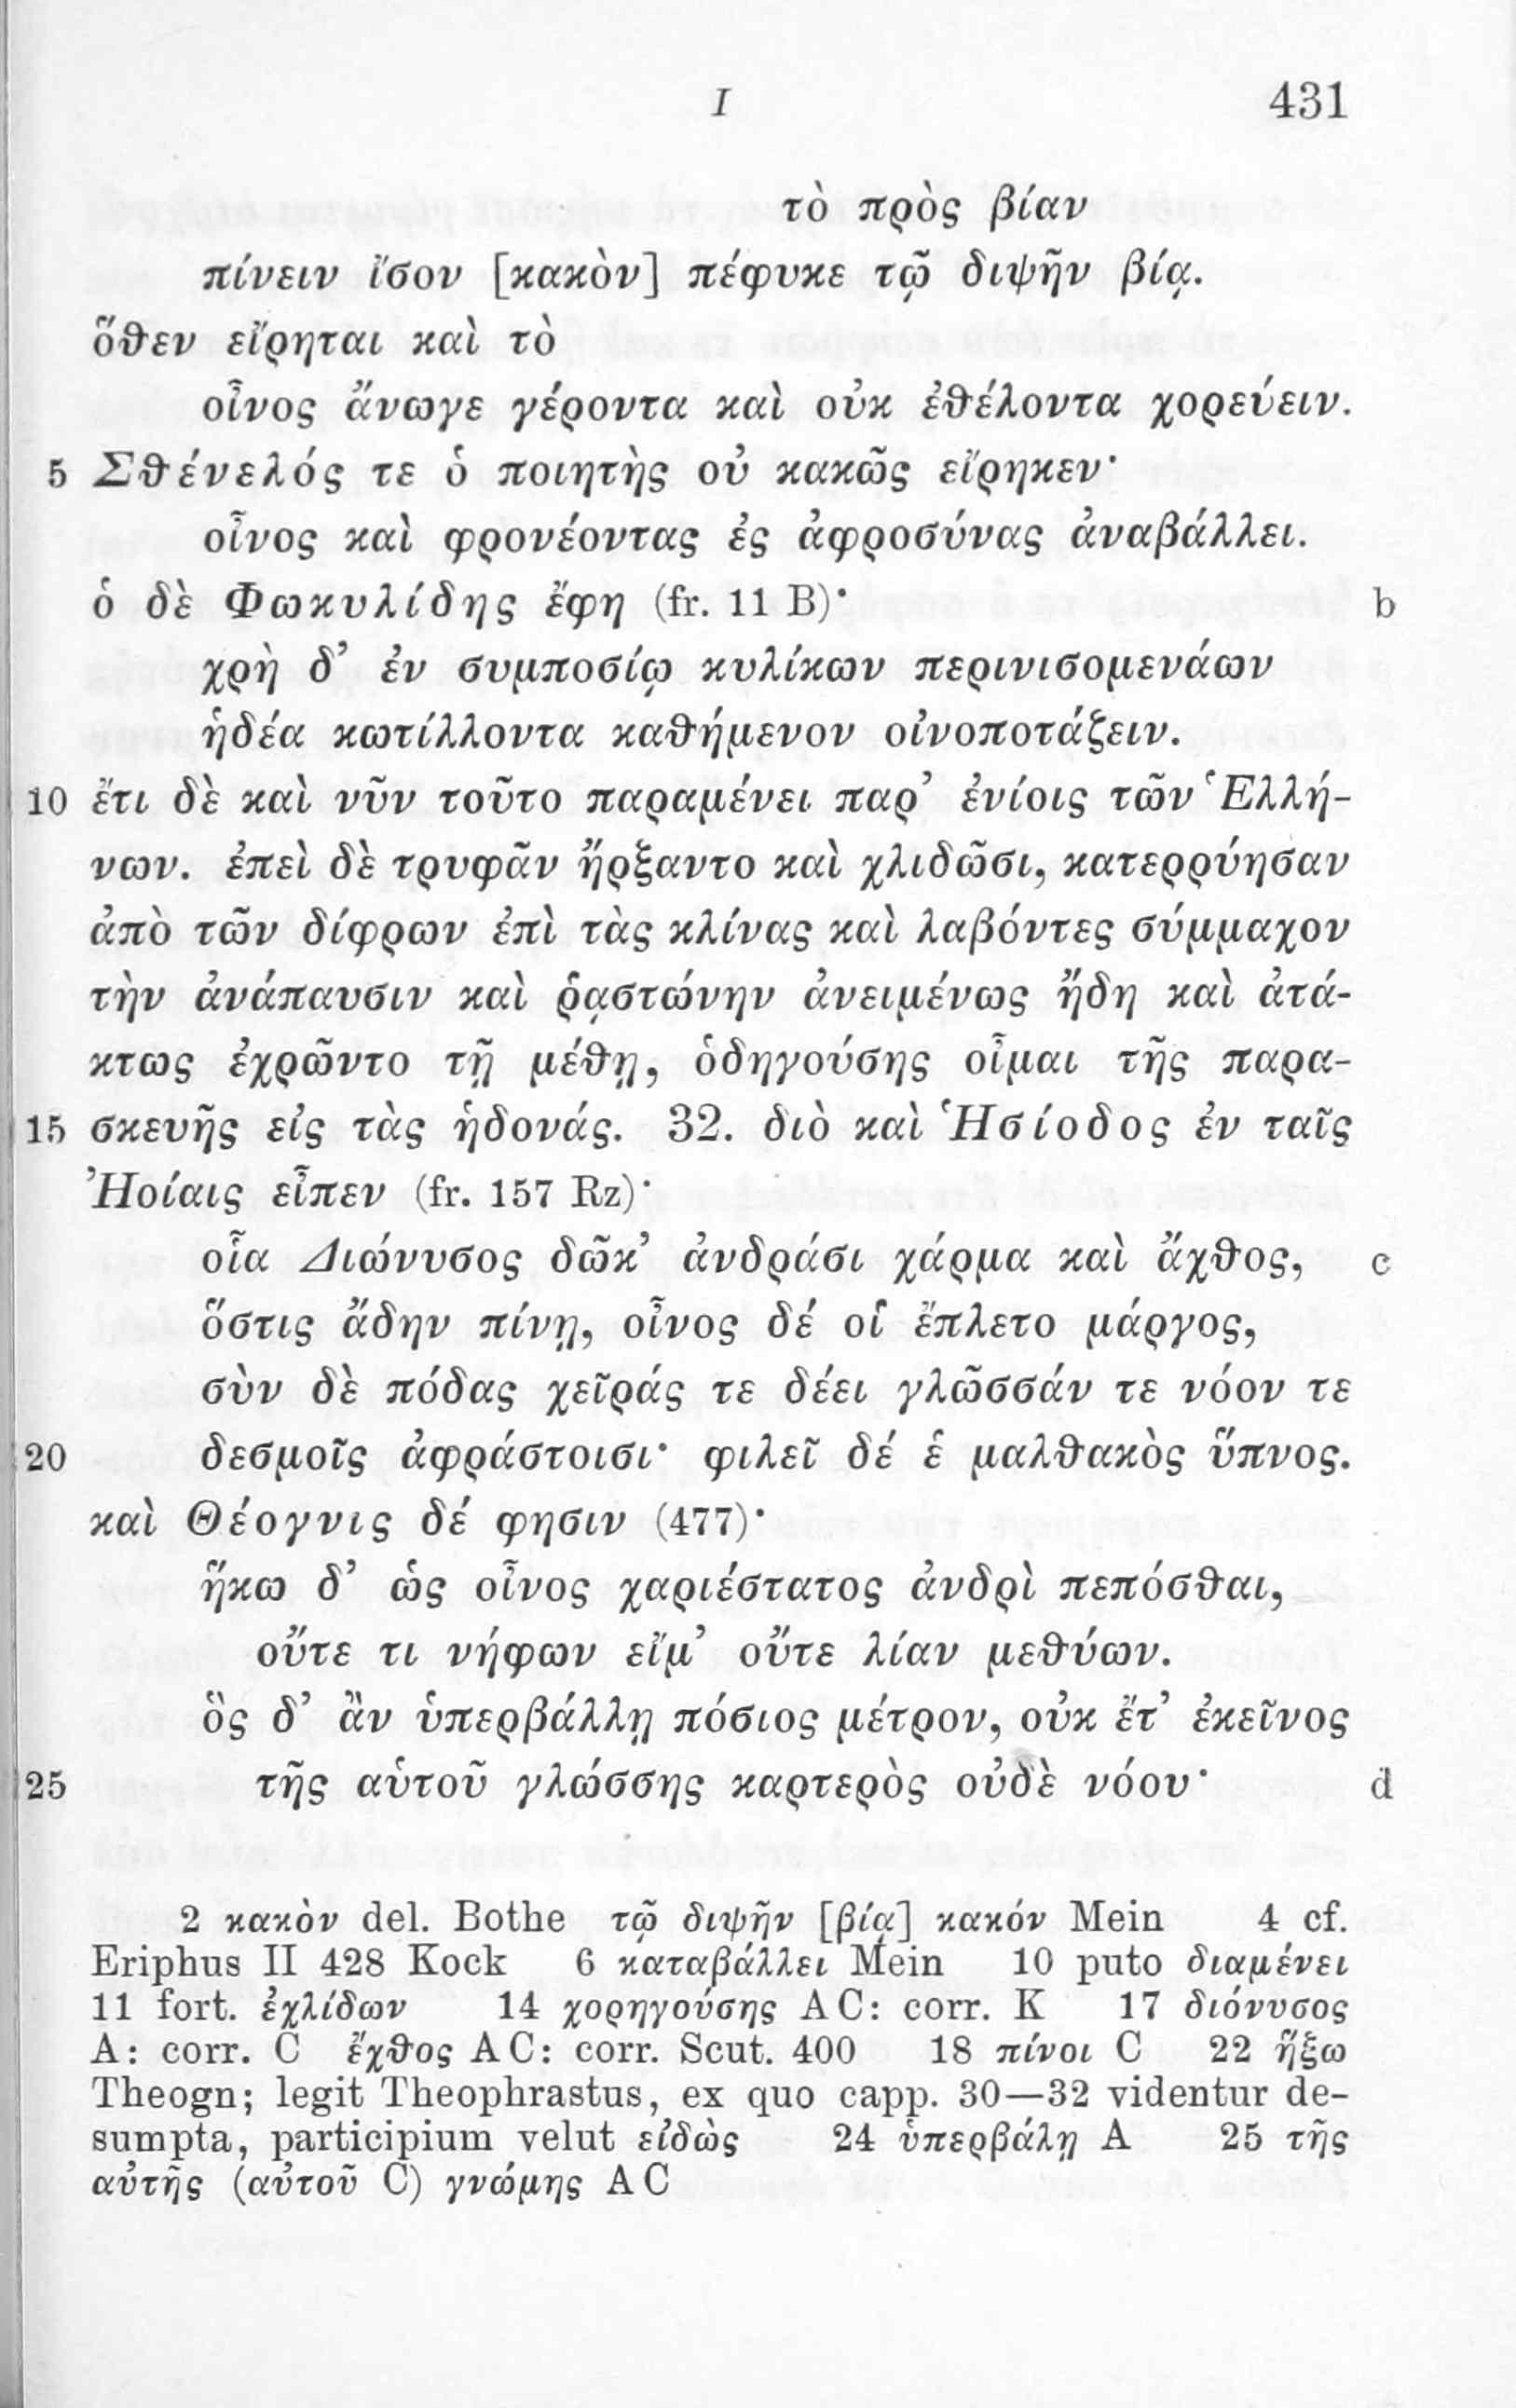 I 431
τὸ πρὸς βίαν
πίνειν ἴσον [κακὸν] πέφυκε τῷ διψῆν βίᾳ.
ὅθεν εἴρηται καὶ τὸ
οἶνος ἄνωγε γέροντα καὶ οὐκ ἐθέλοντα χορεύειν.
5 Σθένελός τε ὁ ποιητὴς οὐ κακῶς εἴρηκεν·
οἶνος καὶ φρονέοντας ἐς ἀφροσύνας ἀναβάλλει.
ὁ δὲ Φωκυλίδης ἔφη (fr. 11 B)· b
χρὴ δ’ ἐν συμποσίῳ κυλίκων περινισομενάων
ἡδέα κωτίλλοντα καθήμενον οἰνοποτάζειν.
10 ἔτι δὲ καὶ νῦν τοῦτο παραμένει παρ’ ἐνίοις τῶν Ἑλλή-
νων. ἐπεὶ δὲ τρυφᾶν ἤρξαντο καὶ χλιδῶσι, κατερρύησαν
ἀπὸ τῶν δίφρων ἐπὶ τὰς κλίνας καὶ λαβόντες σύμμαχον
τὴν ἀνάπαυσιν καὶ ῥᾳστώνην ἀνειμένως ἤδη καὶ ἀτά-
κτως ἐχρῶντο τῇ μέθῃ, ὁδηγούσης οἶμαι τῆς παρα-
15 σκευῆς εἰς τὰς ἡδονάς. 32. διὸ καὶ Ἡσίοδος ἐν ταῖς
Ἠοίαις εἶπεν (fr. 157 Rz)·
οἷα Διώνυσος δῶκ’ ἀνδράσι χάρμα καὶ ἄχθος, c
ὅστις ἄδην πίνῃ, οἶνος δέ οἱ ἔπλετο μάργος,
σὺν δὲ πόδας χεῖράς τε δέει γλῶσσάν τε νόον τε
20 δεσμοῖς ἀφράστοισι· φιλεῖ δέ ἑ μαλθακὸς ὕπνος.
καὶ Θέογνις δέ φησιν (477)·
ἥκω δ’ ὡς οἶνος χαριέστατος ἀνδρὶ πεπόσθαι,
οὔτε τι νήφων εἴμ’ οὔτε λίαν μεθύων.
ὃς δ’ ἂν ὑπερβάλλῃ πόσιος μέτρον, οὐκ ἔτ’ ἐκεῖνος
25 τῆς αὑτοῦ γλώσσης καρτερὸς οὐδὲ νόου· d
2 κακὸν del. Bothe τῷ διψῆν [βίᾳ] κακόν Mein 4 cf.
Eriphus II 428 Kock 6 καταβάλλει Mein 10 puto διαμένει
11 fort. ἐχλίδων 14 χορηγούσης AC: corr. K 17 διόνυσος
A: corr. C ἔχθος AC: corr. Scut. 400 18 πίνοι C 22 ἥξω
Theogn; legit Theophrastus, ex quo capp. 30—32 videntur de-
sumpta, participium velut εἰδὼς 24 ὑπερβάλῃ A 25 τῆς
αὐτῆς (αὐτοῦ C) γνώμης AC